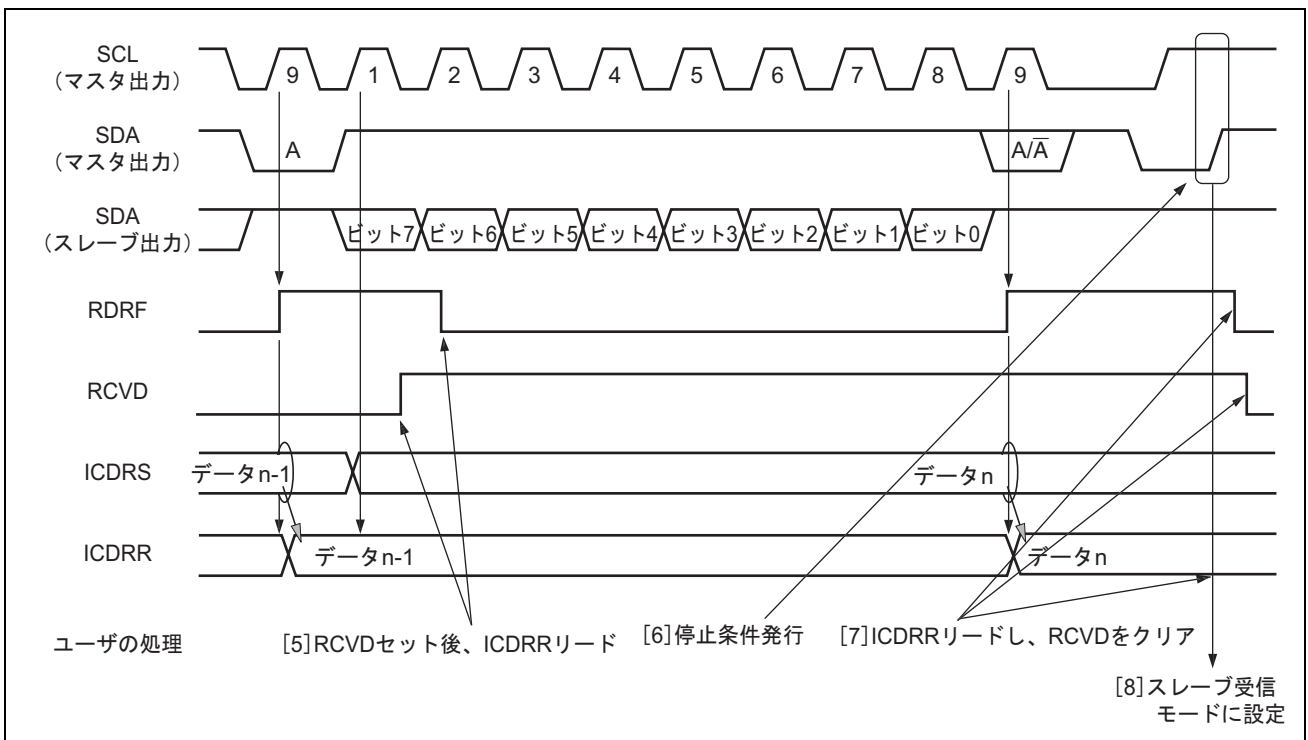 SCL
（マスタ出力）
9 1 2 3 4 5 6 7 8 9
SDA
（マスタ出力）
A A/A̅
SDA
（スレーブ出力）
ビット7 ビット6 ビット5 ビット4 ビット3 ビット2 ビット1 ビット0
RDRF
RCVD
ICDRS
データn-1 データn
ICDRR
データn-1 データn
ユーザの処理
[5]RCVDセット後、ICDRRリード
[6]停止条件発行
[7]ICDRRリードし、RCVDをクリア
[8]スレーブ受信
モードに設定